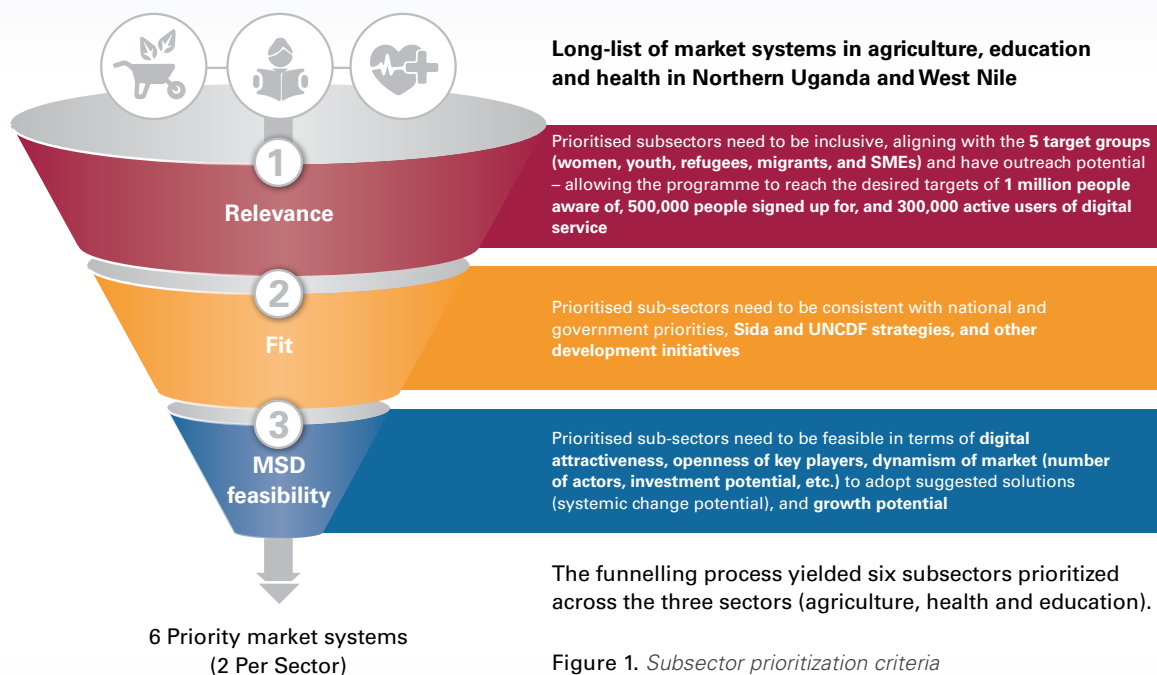 Long-list of market systems in agriculture, education
and health in Northern Uganda and West Nile
1
Relevance
Prioritised subsectors need to be inclusive, aligning with the 5 target groups
(women, youth, refugees, migrants, and SMEs) and have outreach potential
– allowing the programme to reach the desired targets of 1 million people
aware of, 500,000 people signed up for, and 300,000 active users of digital
service
2
Fit
Prioritised sub-sectors need to be consistent with national and
government priorities, Sida and UNCDF strategies, and other
development initiatives
3
MSD
feasibility
Prioritised sub-sectors need to be feasible in terms of digital
attractiveness, openness of key players, dynamism of market (number
of actors, investment potential, etc.) to adopt suggested solutions
(systemic change potential), and growth potential
The funnelling process yielded six subsectors prioritized
across the three sectors (agriculture, health and education).
6 Priority market systems
(2 Per Sector)
Figure 1. Subsector prioritization criteria